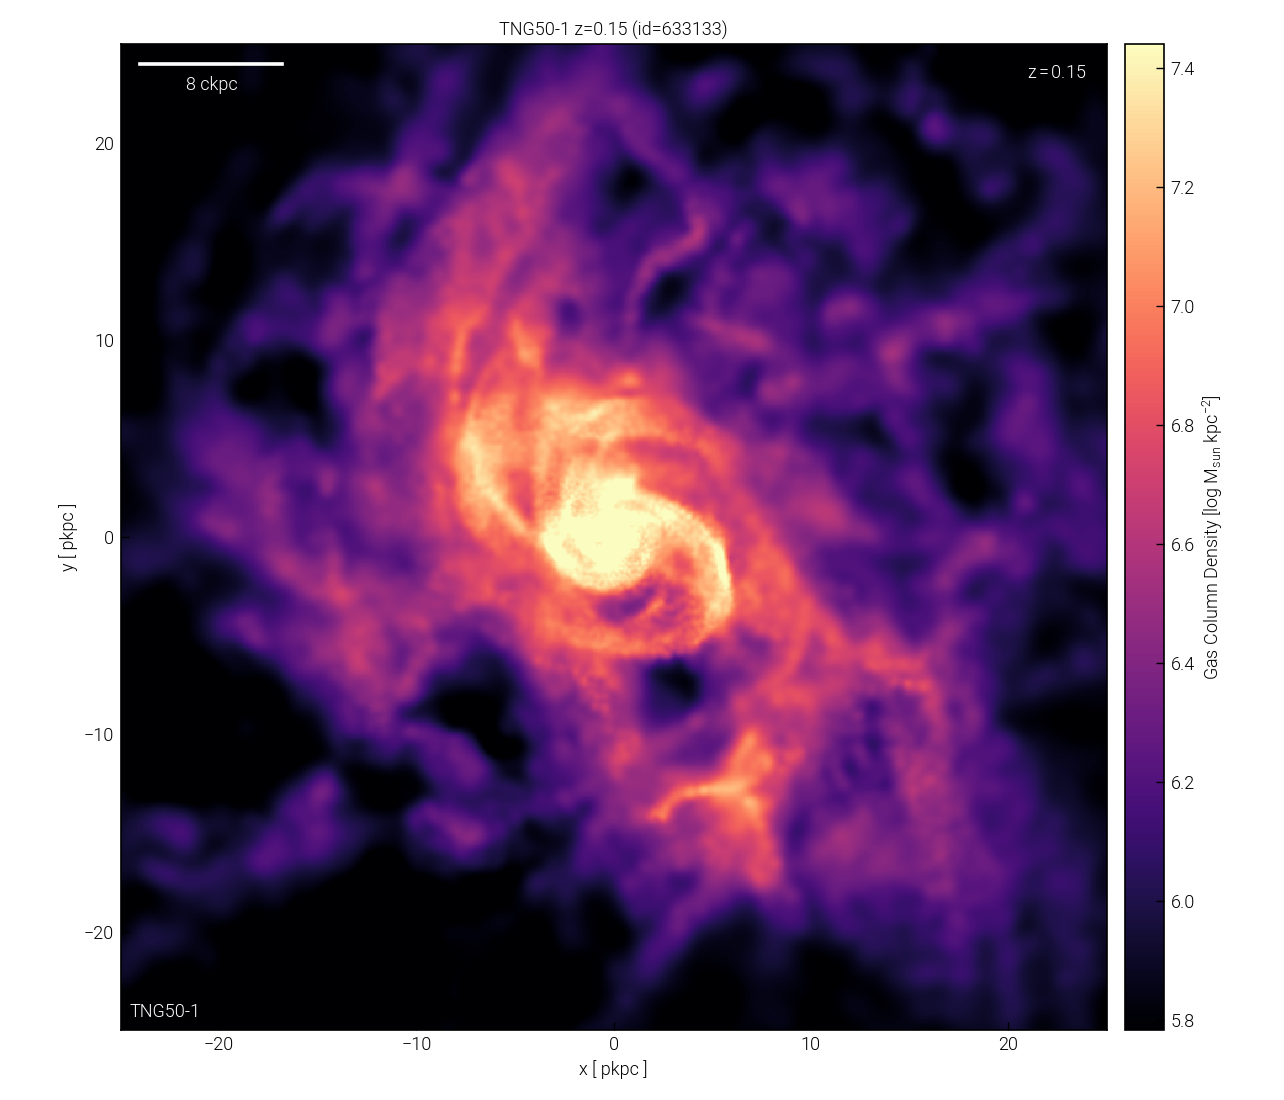 TNG50-1 z=0.15 (id=633133)
8 ckpc
z=0.15
TNG50-1
20
10
0
−10
−20
y [ pkpc ]
−20
−10
0
10
20
x [ pkpc ]
7.4
7.2
7.0
6.8
6.6
6.4
6.2
6.0
5.8
Gas Column Density [log M_sun kpc⁻²]